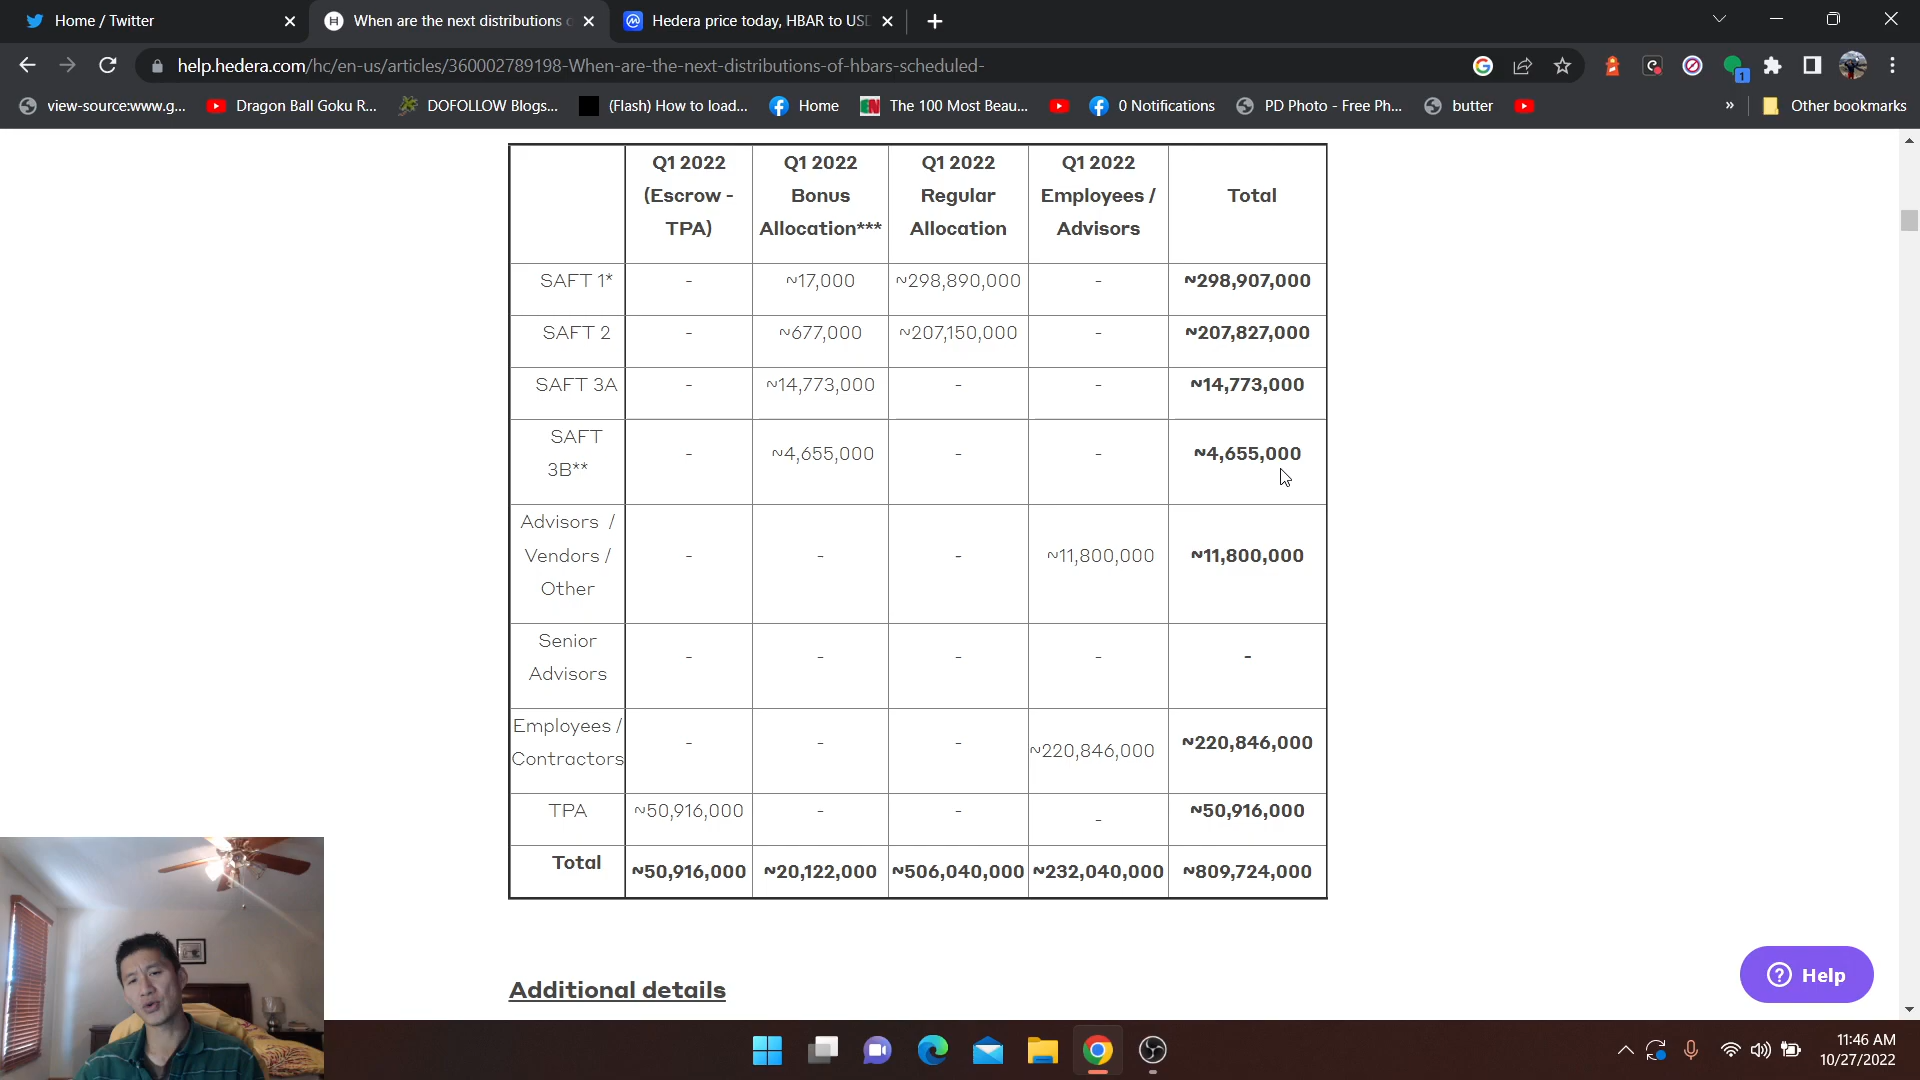 Home / Twitter
When are the next distributions o
Hedera price today, HBAR to USD
help.hedera.com/hc/en-us/articles/360002789198-When-are-the-next-distributions-of-hbars-scheduled-
1
view-source:www.g...
Dragon Ball Goku R...
DOFOLLOW Blogs...
(Flash) How to load...
Home
The 100 Most Beau...
0 Notifications
PD Photo - Free Ph...
butter
»
Other bookmarks
Q1 2022 (Escrow - TPA)
Q1 2022 Bonus Allocation***
Q1 2022 Regular Allocation
Q1 2022 Employees / Advisors
Total
SAFT 1* - ~17,000 ~298,890,000 - ~298,907,000
SAFT 2 - ~677,000 ~207,150,000 - ~207,827,000
SAFT 3A - ~14,773,000 - - ~14,773,000
SAFT 3B** - ~4,655,000 - - ~4,655,000
Advisors / Vendors / Other - - - ~11,800,000 ~11,800,000
Senior Advisors - - - - -
Employees / Contractors - - - ~220,846,000 ~220,846,000
TPA ~50,916,000 - - - ~50,916,000
Total ~50,916,000 ~20,122,000 ~506,040,000 ~232,040,000 ~809,724,000
Additional details
Help
11:46 AM
10/27/2022